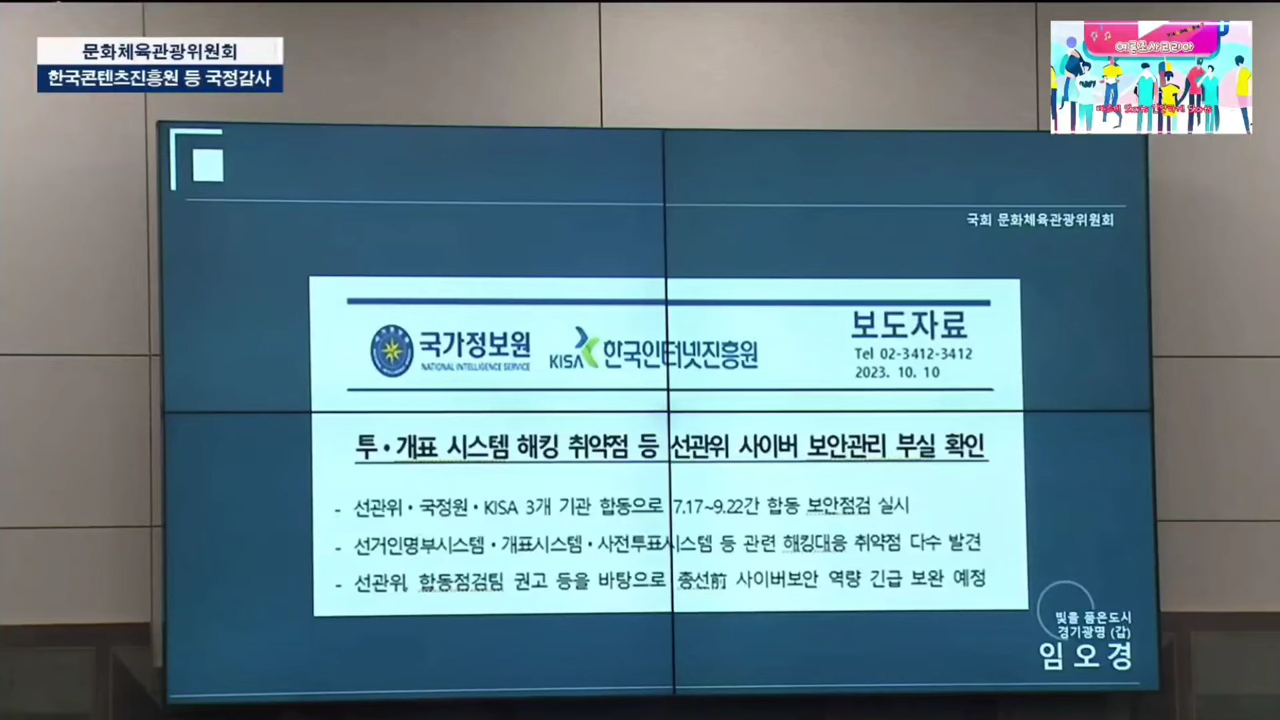 문화체육관광위원회
한국콘텐츠진흥원 등 국정감사
여론조사리리아
국회 문화체육관광위원회
국가정보원
NATIONAL INTELLIGENCE SERVICE
KISA 한국인터넷진흥원
보도자료
Tel 02-3412-3412
2023. 10. 10
투·개표 시스템 해킹 취약점 등 선관위 사이버 보안관리 부실 확인
- 선관위·국정원·KISA 3개 기관 합동으로 7.17~9.22간 합동 보안점검 실시
- 선거인명부시스템·개표시스템·사전투표시스템 등 관련 해킹대응 취약점 다수 발견
- 선관위, 합동점검팀 권고 등을 바탕으로 총선前 사이버보안 역량 긴급 보완 예정
빛을 품은도시
경기광명 (갑)
임오경